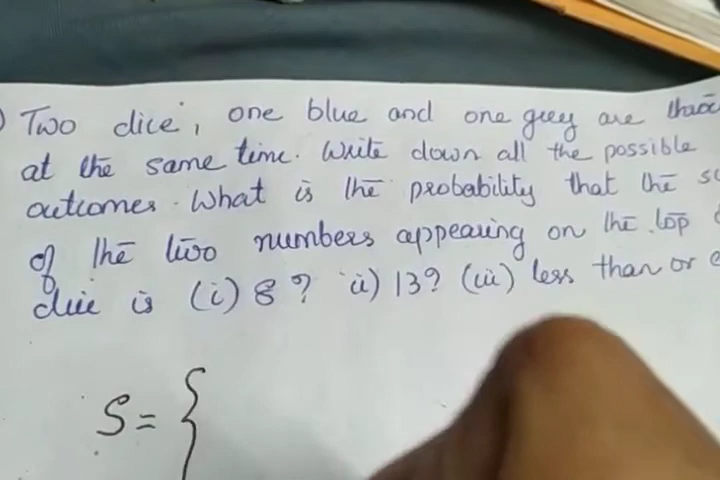 Two dice, one blue and one grey are
at the same time. Write down all the possible
outcomes. What is the probability that the
of the two numbers appearing on the top
dice is (i) 8? ii) 13? (iii) less than or
S = {